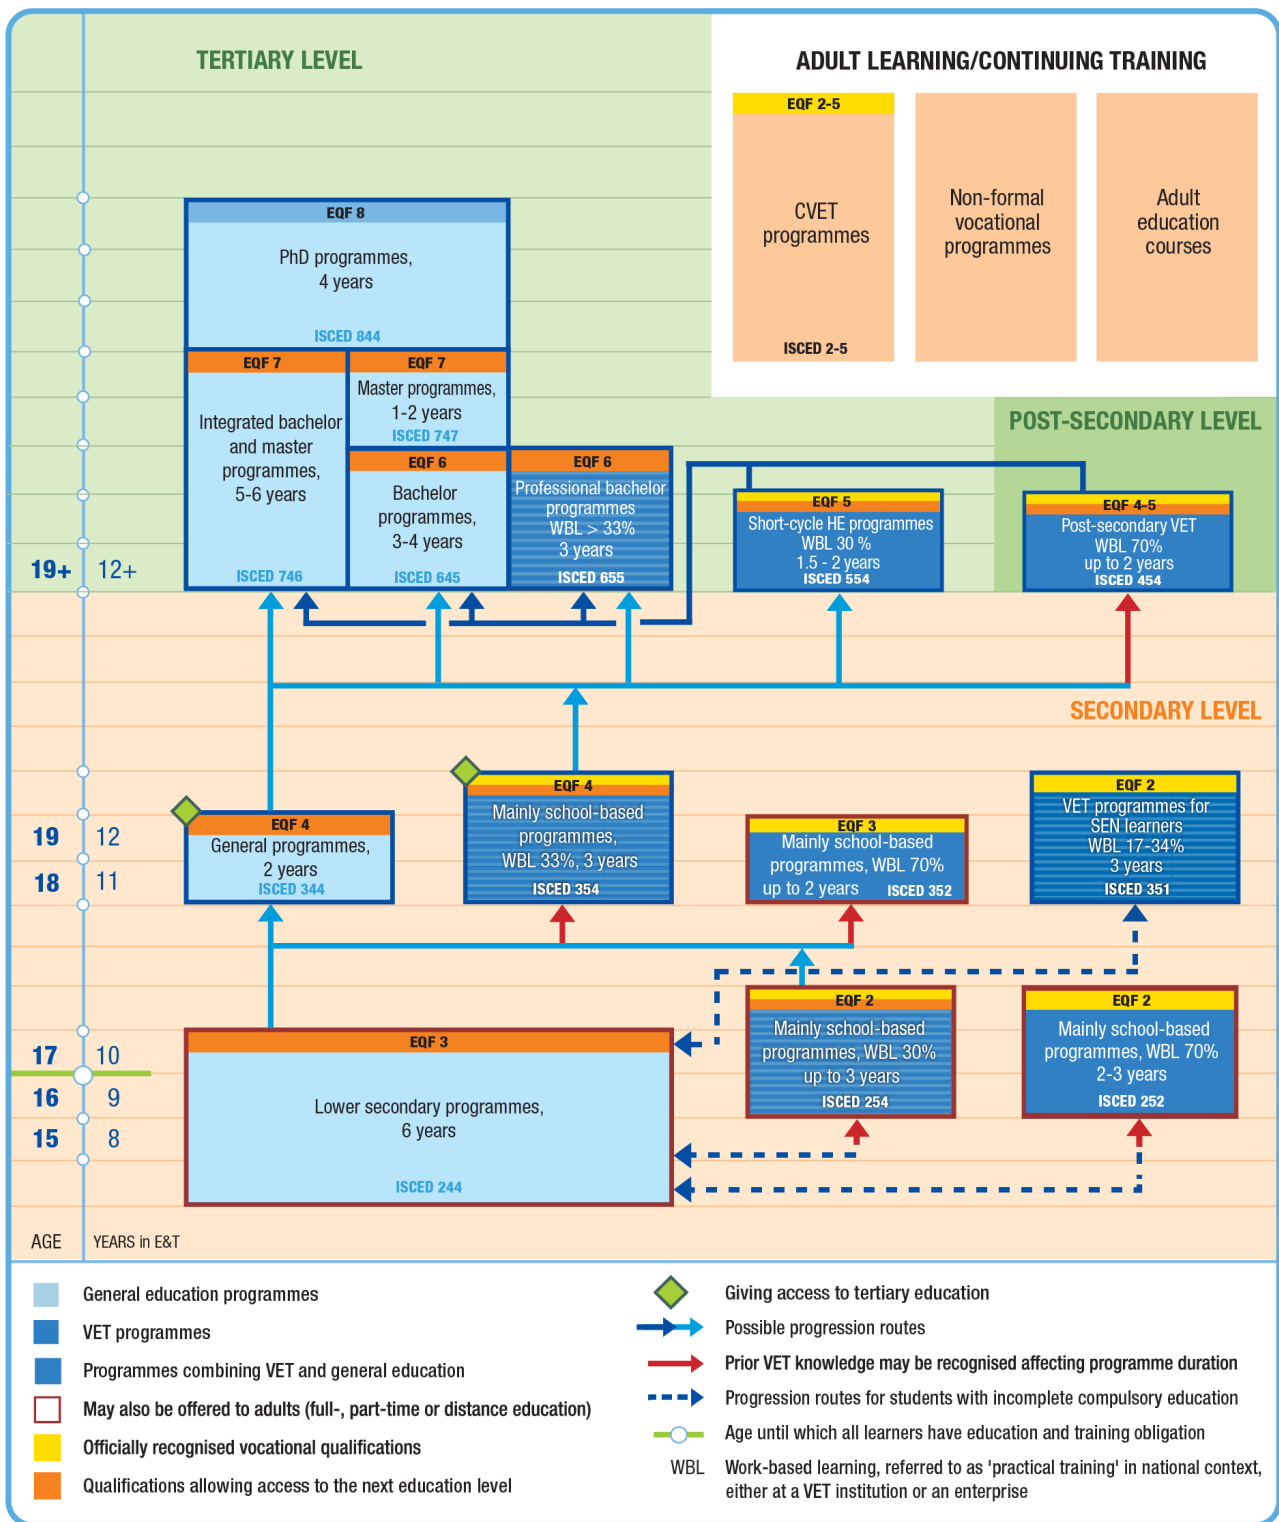 TERTIARY LEVEL
ADULT LEARNING/CONTINUING TRAINING
EQF 2-5
CVET
programmes
ISCED 2-5
Non-formal
vocational
programmes
Adult
education
courses
EQF 8
PhD programmes,
4 years
ISCED 844
EQF 7
Integrated bachelor
and master
programmes,
5-6 years
ISCED 746
EQF 7
Master programmes,
1-2 years
ISCED 747
EQF 6
Bachelor
programmes,
3-4 years
ISCED 645
EQF 6
Professional bachelor
programmes
WBL > 33%
3 years
ISCED 655
POST-SECONDARY LEVEL
EQF 5
Short-cycle HE programmes
WBL 30 %
1.5 - 2 years
ISCED 554
EQF 4-5
Post-secondary VET
WBL 70%
up to 2 years
ISCED 454
19+ 12+
SECONDARY LEVEL
EQF 4
General programmes,
2 years
ISCED 344
EQF 4
Mainly school-based
programmes,
WBL 33%, 3 years
ISCED 354
EQF 3
Mainly school-based
programmes, WBL 70%
up to 2 years ISCED 352
EQF 2
VET programmes for
SEN learners
WBL 17-34%
3 years
ISCED 351
19 12
18 11
EQF 3
Lower secondary programmes,
6 years
ISCED 244
EQF 2
Mainly school-based
programmes, WBL 30%
up to 3 years
ISCED 254
EQF 2
Mainly school-based
programmes, WBL 70%
2-3 years
ISCED 252
17 10
16 9
15 8
AGE YEARS in E&T
General education programmes
VET programmes
Programmes combining VET and general education
May also be offered to adults (full-, part-time or distance education)
Officially recognised vocational qualifications
Qualifications allowing access to the next education level
Giving access to tertiary education
Possible progression routes
Prior VET knowledge may be recognised affecting programme duration
Progression routes for students with incomplete compulsory education
Age until which all learners have education and training obligation
WBL Work-based learning, referred to as 'practical training' in national context,
either at a VET institution or an enterprise